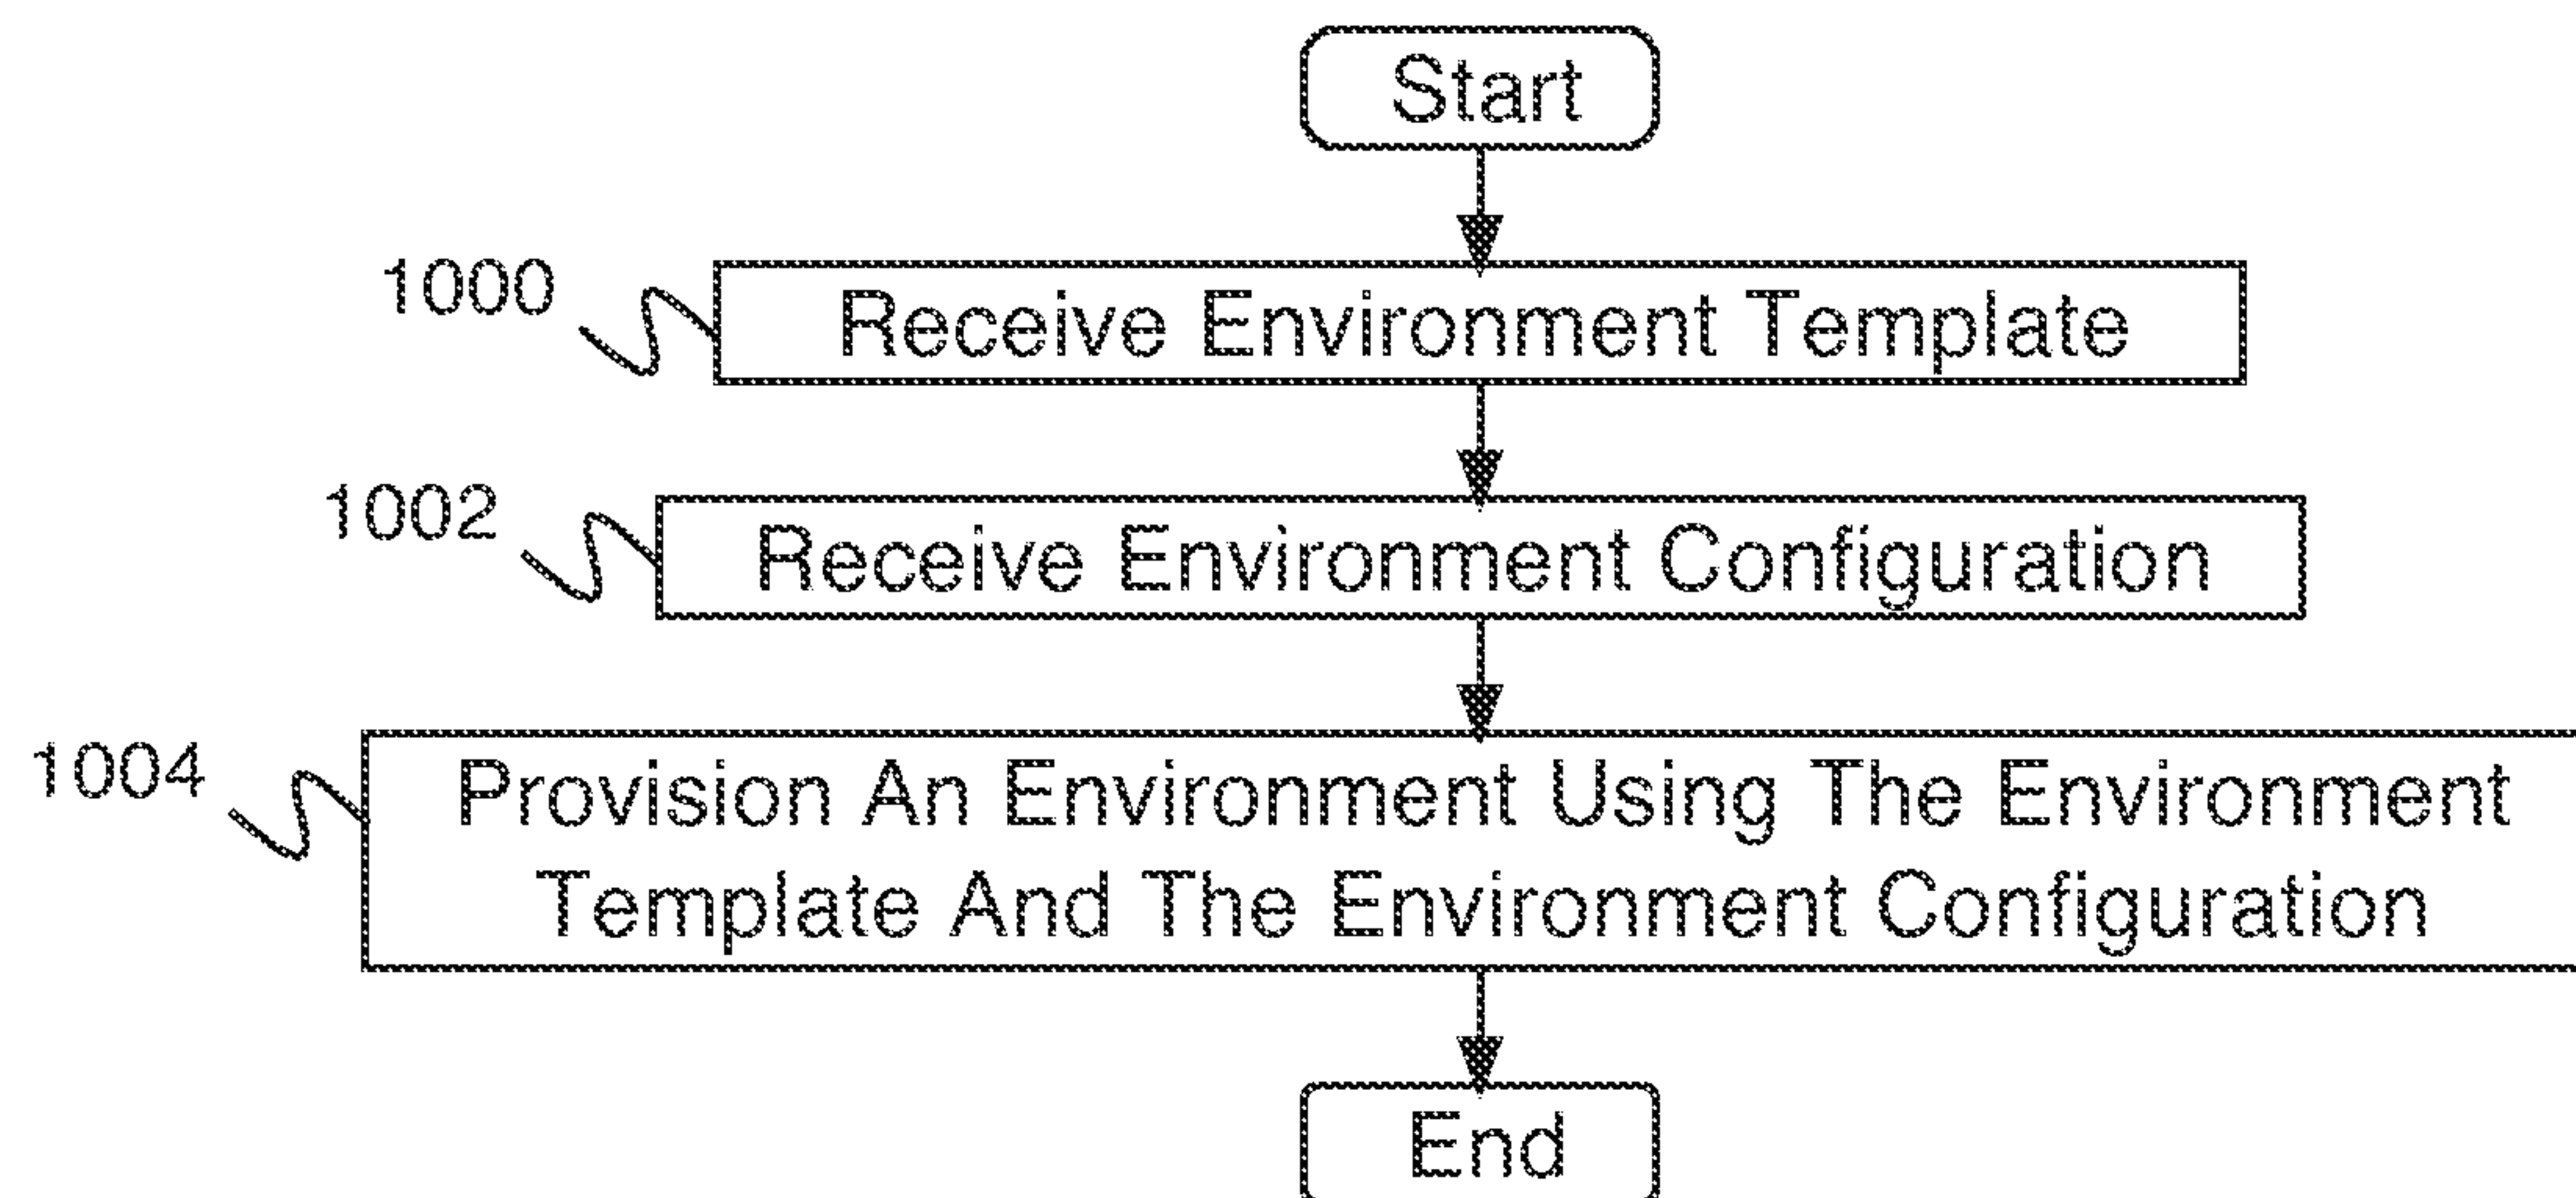 Start
1000
Receive Environment Template
1002
Receive Environment Configuration
1004
Provision An Environment Using The Environment
Template And The Environment Configuration
End